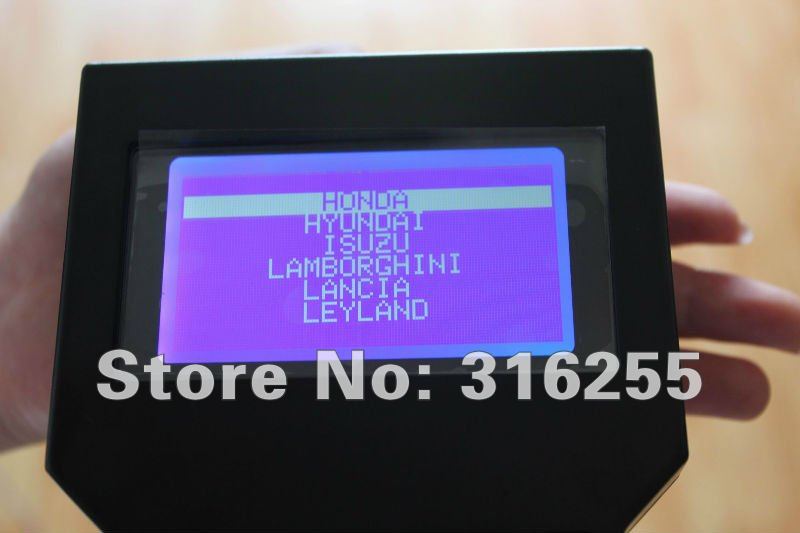 HONDA
HYUNDAI
ISUZU
LAMBORGHINI
LANCIA
LEYLAND
Store No: 316255